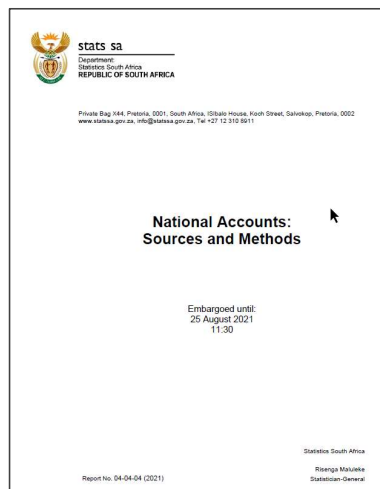 stats sa
Department:
Statistics South Africa
REPUBLIC OF SOUTH AFRICA
Private Bag X44, Pretoria, 0001, South Africa, ISIbalo House, Koch Street, Salvokop, Pretoria, 0002
www.statssa.gov.za, info@statssa.gov.za, Tel +27 12 310 8911
National Accounts:
Sources and Methods
Embargoed until:
25 August 2021
11:30
Statistics South Africa
Risenga Maluleke
Report No. 04-04-04 (2021)
Statistician-General